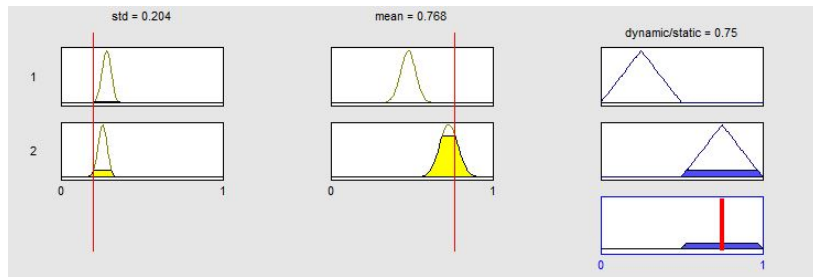 std = 0.204
mean = 0.768
dynamic/static = 0.75
1
2
0 1
0 1
0 1